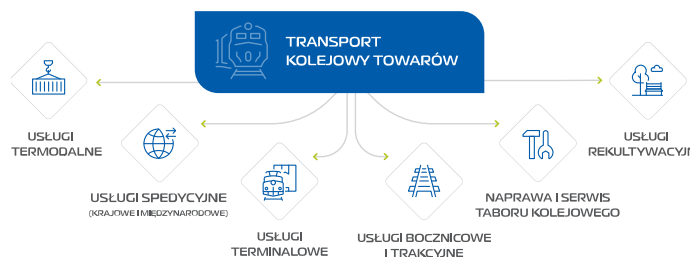 TRANSPORT
KOLEJOWY TOWARÓW
USŁUGI
TERMODALNE
USŁUGI SPEDYCYJNE
(KRAJOWE I MIĘDZYNARODOWE)
USŁUGI
TERMINALOWE
USŁUGI BOCZNICOWE
I TRAKCYJNE
NAPRAWA I SERWIS
TABORU KOLEJOWEGO
USŁUGI
REKULTYWACYJN